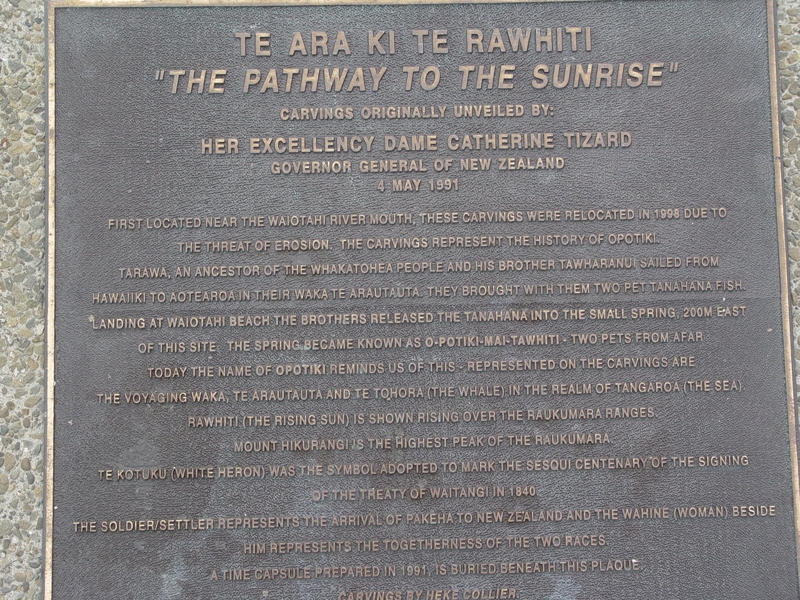 TE ARA KI TE RAWHITI
"THE PATHWAY TO THE SUNRISE"
CARVINGS ORIGINALLY UNVEILED BY:
HER EXCELLENCY DAME CATHERINE TIZARD
GOVERNOR GENERAL OF NEW ZEALAND
4 MAY 1991
FIRST LOCATED NEAR THE WAIOTAHI RIVER MOUTH, THESE CARVINGS WERE RELOCATED IN 1998 DUE TO
THE THREAT OF EROSION. THE CARVINGS REPRESENT THE HISTORY OF OPOTIKI.
TARAWA, AN ANCESTOR OF THE WHAKATOHEA PEOPLE AND HIS BROTHER TAWHARANUI SAILED FROM
HAWAIIKI TO AOTEAROA IN THEIR WAKA TE ARAUTAUTA. THEY BROUGHT WITH THEM TWO PET TANAHANA FISH.
LANDING AT WAIOTAHI BEACH THE BROTHERS RELEASED THE TANAHANA INTO THE SMALL SPRING, 200M EAST
OF THIS SITE. THE SPRING BECAME KNOWN AS O-POTIKI-MAI-TAWHITI - TWO PETS FROM AFAR
TODAY THE NAME OF OPOTIKI REMINDS US OF THIS - REPRESENTED ON THE CARVINGS ARE
THE VOYAGING WAKA, TE ARAUTAUTA AND TE TOHORA (THE WHALE) IN THE REALM OF TANGAROA (THE SEA)
RAWHITI (THE RISING SUN) IS SHOWN RISING OVER THE RAUKUMARA RANGES.
MOUNT HIKURANGI IS THE HIGHEST PEAK OF THE RAUKUMARA.
TE KOTUKU (WHITE HERON) WAS THE SYMBOL ADOPTED TO MARK THE SESQUI CENTENARY OF THE SIGNING
OF THE TREATY OF WAITANGI IN 1840
THE SOLDIER/SETTLER REPRESENTS THE ARRIVAL OF PAKEHA TO NEW ZEALAND AND THE WAHINE (WOMAN) BESIDE
HIM REPRESENTS THE TOGETHERNESS OF THE TWO RACES.
A TIME CAPSULE PREPARED IN 1991, IS BURIED BENEATH THIS PLAQUE.
CARVINGS BY HEKE COLLIER.